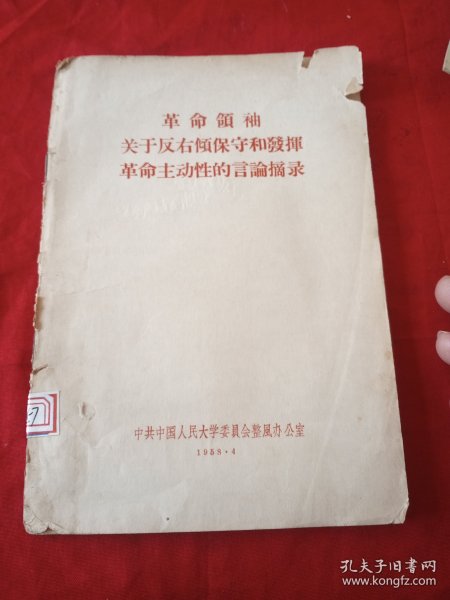 革命領袖
关于反右傾保守和發揮
革命主动性的言論摘录
-7
中共中国人民大学委員会整風办公室
1958.4
孔夫子旧书网
www.kongfz.com